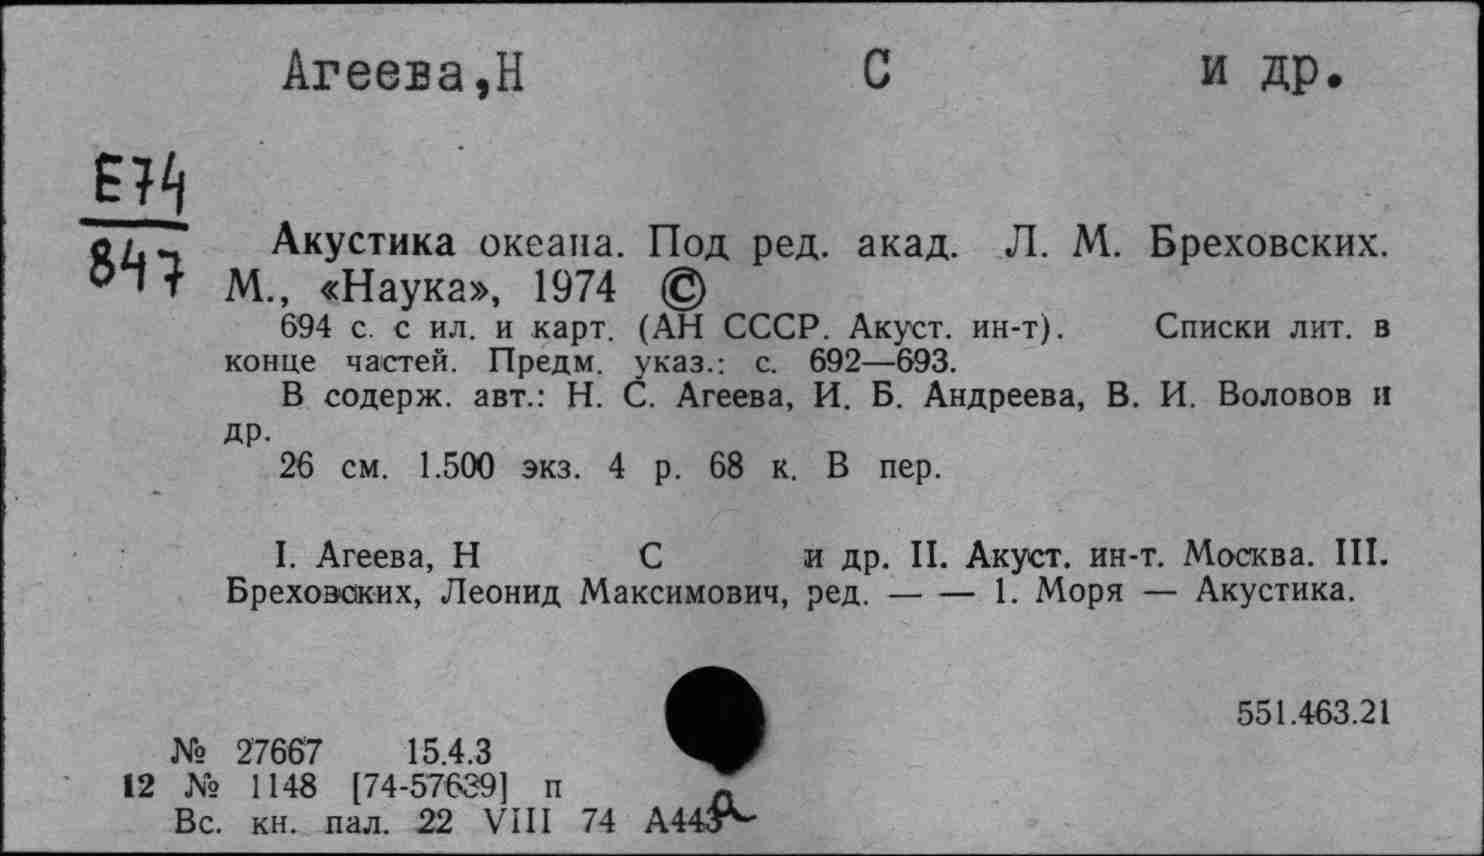 Агеева,Н С и др.
Е74
847
Акустика океана. Под ред. акад. Л. М. Бреховских.
М., «Наука», 1974 ©
694 с. с ил. и карт. (АН СССР. Акуст. ин-т). Списки лит. в
конце частей. Предм. указ.: с. 692—693.
В содерж. авт.: Н. С. Агеева, И. Б. Андреева, В. И. Воловов и
др.
26 см. 1.500 экз. 4 р. 68 к. В пер.
I. Агеева, Н С и др. II. Акуст. ин-т. Москва. III.
Бреховских, Леонид Максимович, ред. — — 1. Моря — Акустика.
551.463.21
№ 27667 15.4.3
12 № 1148 [74-57639] п
Вс. кн. пал. 22 VIII 74